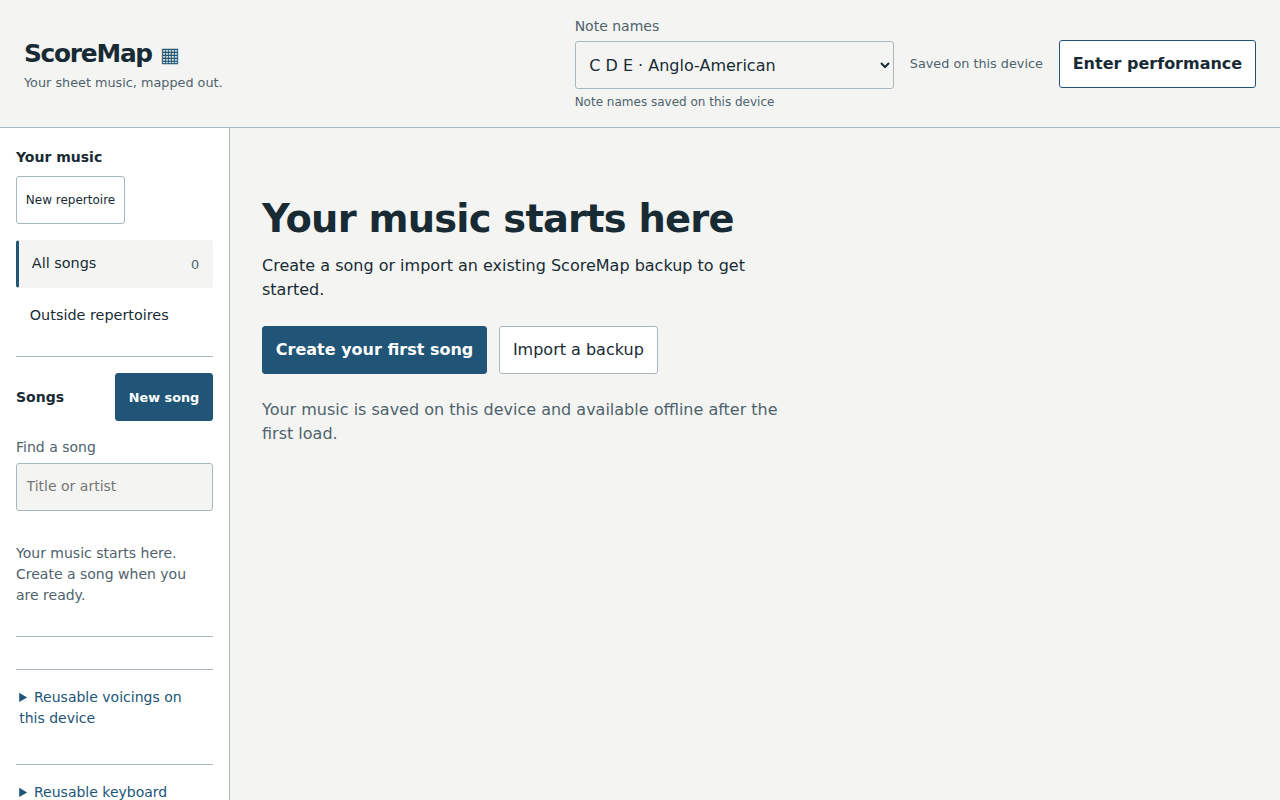 ScoreMap ▦
Your sheet music, mapped out.
Note names
C D E · Anglo-American
Note names saved on this device
Saved on this device
Enter performance
Your music
New repertoire
All songs 0
Outside repertoires
Songs
New song
Find a song
Title or artist
Your music starts here.
Create a song when you
are ready.
▶ Reusable voicings on
this device
▶ Reusable keyboard
Your music starts here
Create a song or import an existing ScoreMap backup to get
started.
Create your first song
Import a backup
Your music is saved on this device and available offline after the
first load.